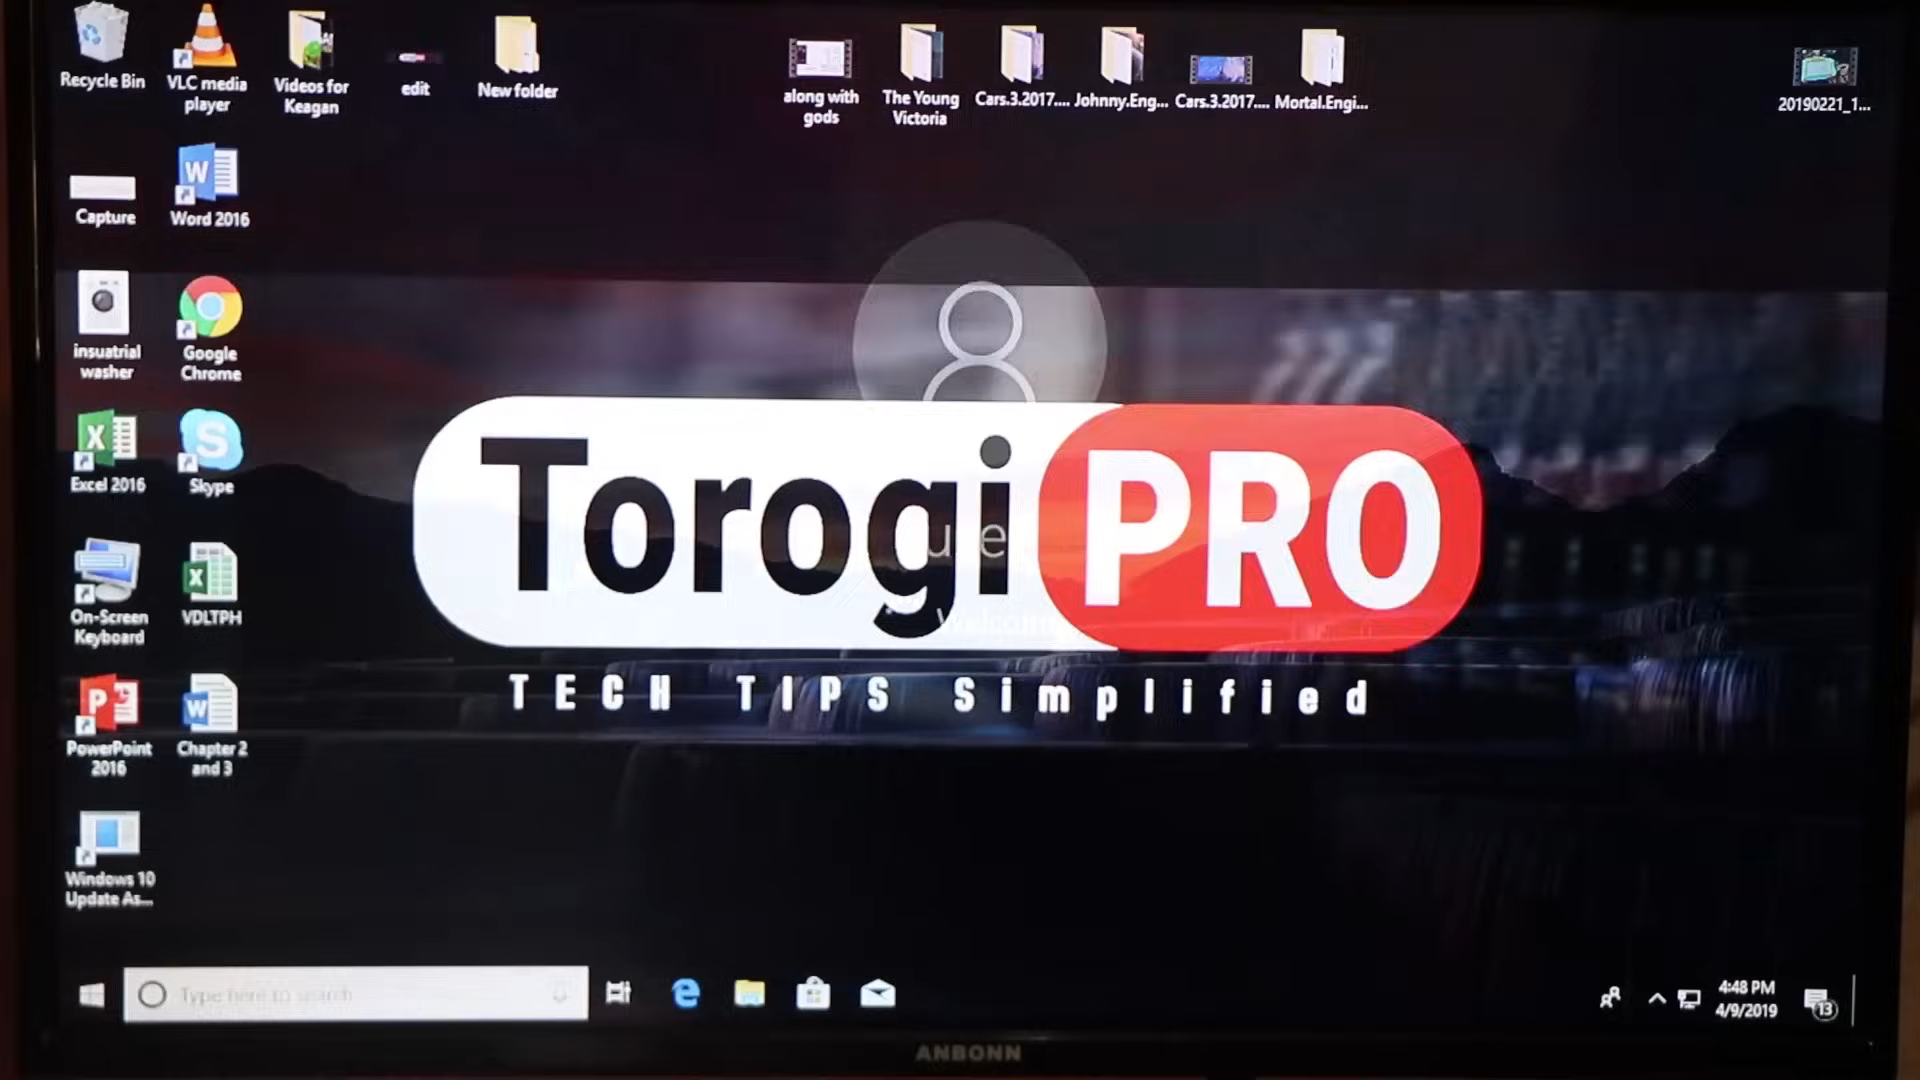 Recycle Bin
VLC media
player
Videos for
Keagan
edit
New folder
along with
gods
The Young
Victoria
Cars.3.2017....
Johnny.Eng...
Cars.3.2017....
Mortal.Engi...
20190221_1...
Capture
Word 2016
insuatrial
washer
Google
Chrome
Excel 2016
Skype
On-Screen
Keyboard
VDLTPH
PowerPoint
2016
Chapter 2
and 3
Windows 10
Update As...
Torogi PRO
TECH TIPS Simplified
Welcome
Type here to search
4:48 PM
4/9/2019
13
ANBONN